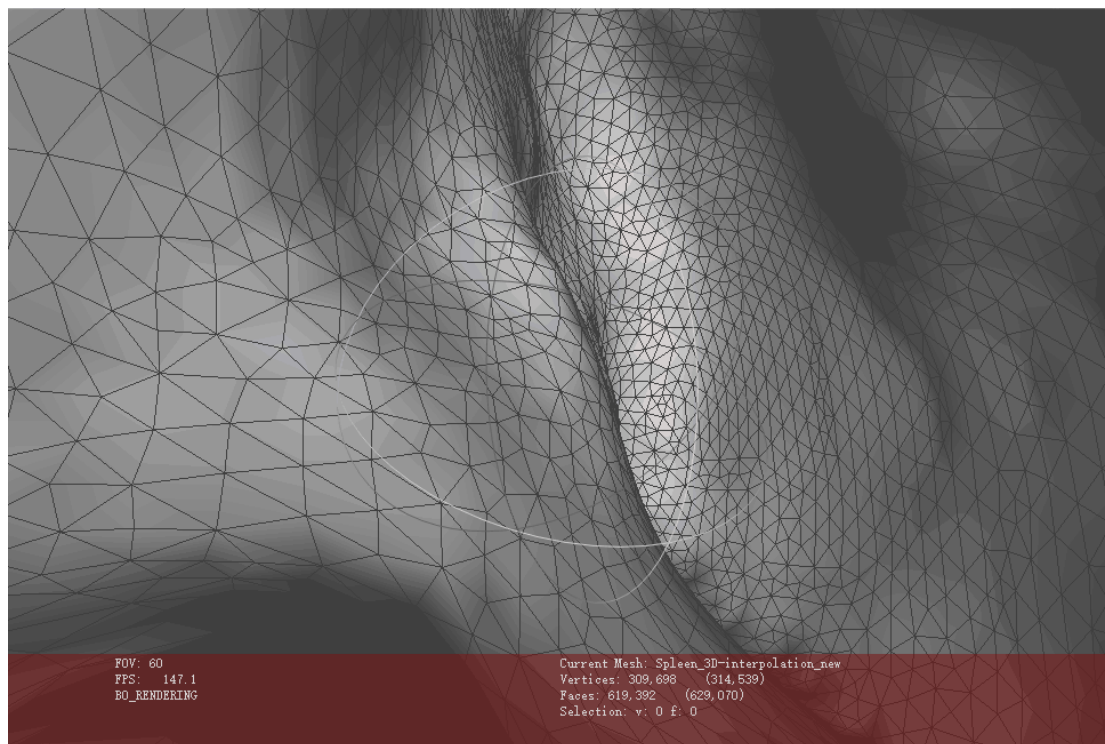 FOV: 60
FPS: 147.1
BO_RENDERING
Current Mesh: Spleen_3D-interpolation_new
Vertices: 309,698 (314,539)
Faces: 619,392 (629,070)
Selection: v: 0 f: 0